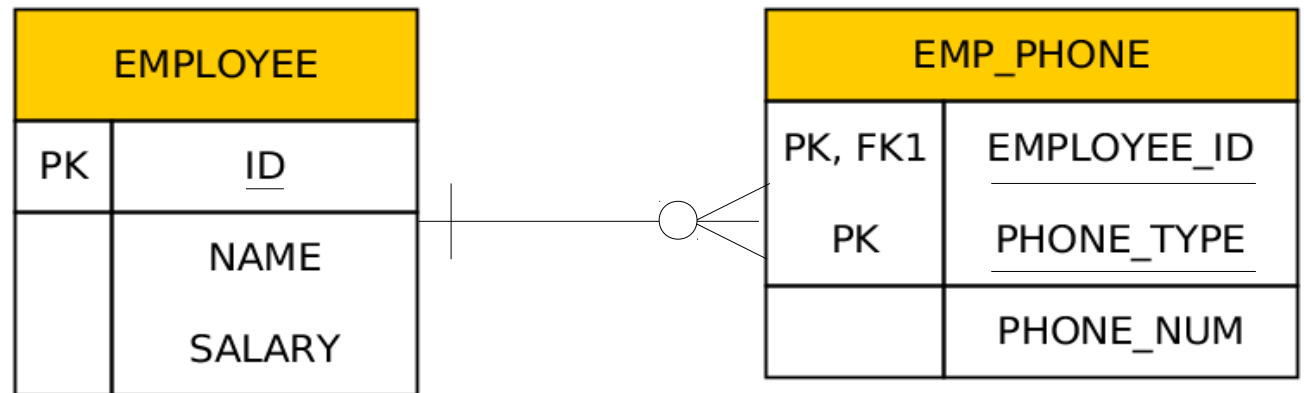 EMPLOYEE
PK ID
NAME
SALARY
EMP_PHONE
PK, FK1 EMPLOYEE_ID
PK PHONE_TYPE
PHONE_NUM